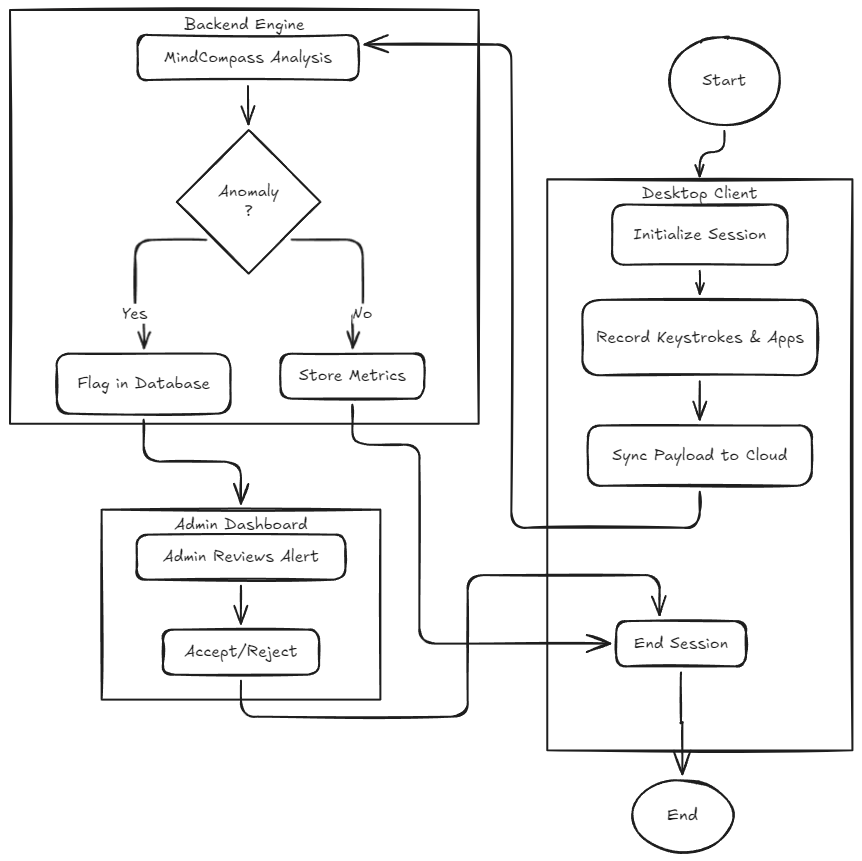 Backend Engine
MindCompass Analysis
Anomaly
?
Yes
No
Flag in Database
Store Metrics
Start
Desktop Client
Initialize Session
Record Keystrokes & Apps
Sync Payload to Cloud
Admin Dashboard
Admin Reviews Alert
Accept/Reject
End Session
End